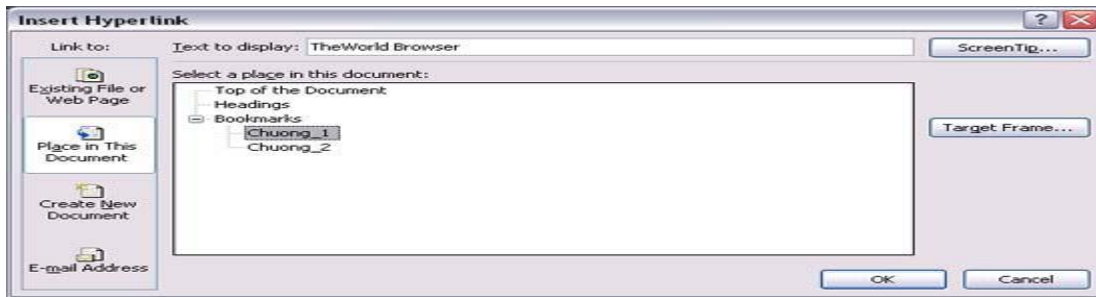 Insert Hyperlink
Link to:
Text to display: TheWorld Browser
ScreenTip...
Select a place in this document:
Existing File or
Web Page
Place in This
Document
Create New
Document
E-mail Address
Top of the Document
Headings
Bookmarks
Chuong_1
Chuong_2
Target Frame...
OK
Cancel